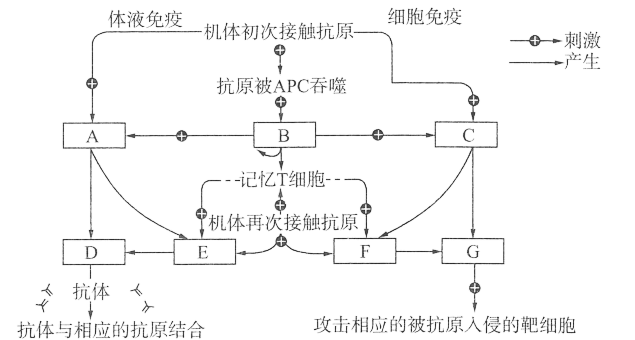 体液免疫
机体初次接触抗原
细胞免疫
刺激
产生
抗原被APC吞噬
A
B
C
记忆T细胞
机体再次接触抗原
D
E
F
G
抗体
抗体与相应的抗原结合
攻击相应的被抗原入侵的靶细胞